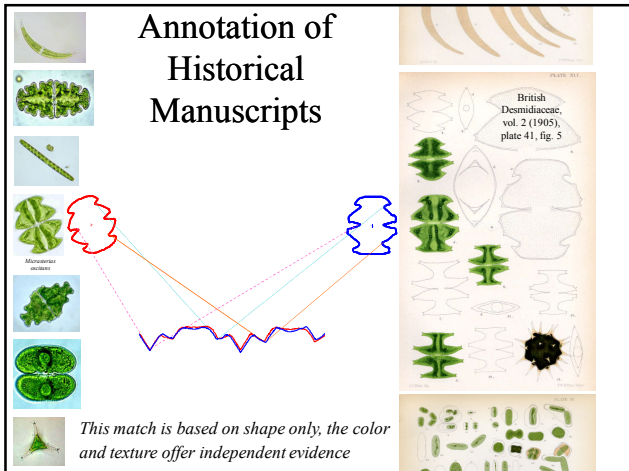 Annotation of
Historical
Manuscripts
PLATE XLI.
British
Desmidiaceae,
vol. 2 (1905),
plate 41, fig. 5
Micrasterias
oscitans
This match is based on shape only, the color
and texture offer independent evidence